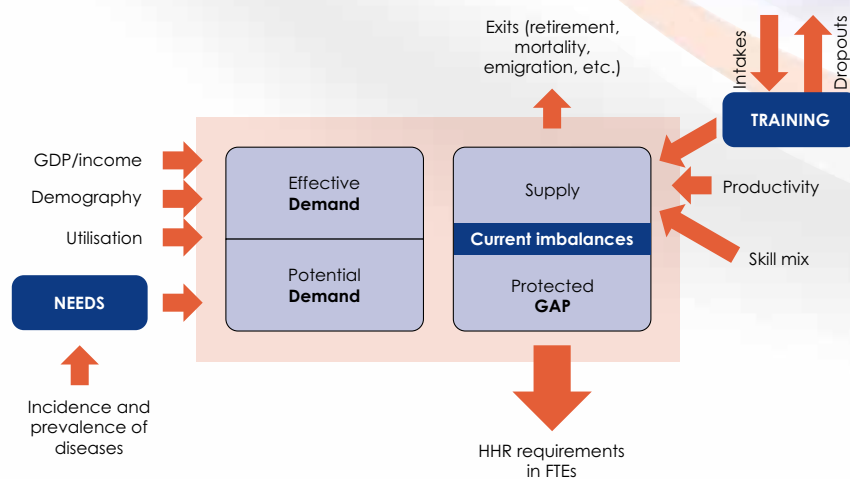 Exits (retirement,
mortality,
emigration, etc.)
Intakes
Dropouts
TRAINING
GDP/income
Demography
Utilisation
NEEDS
Incidence and
prevalence of
diseases
Effective
Demand
Potential
Demand
Supply
Current imbalances
Protected
GAP
Productivity
Skill mix
HHR requirements
in FTEs